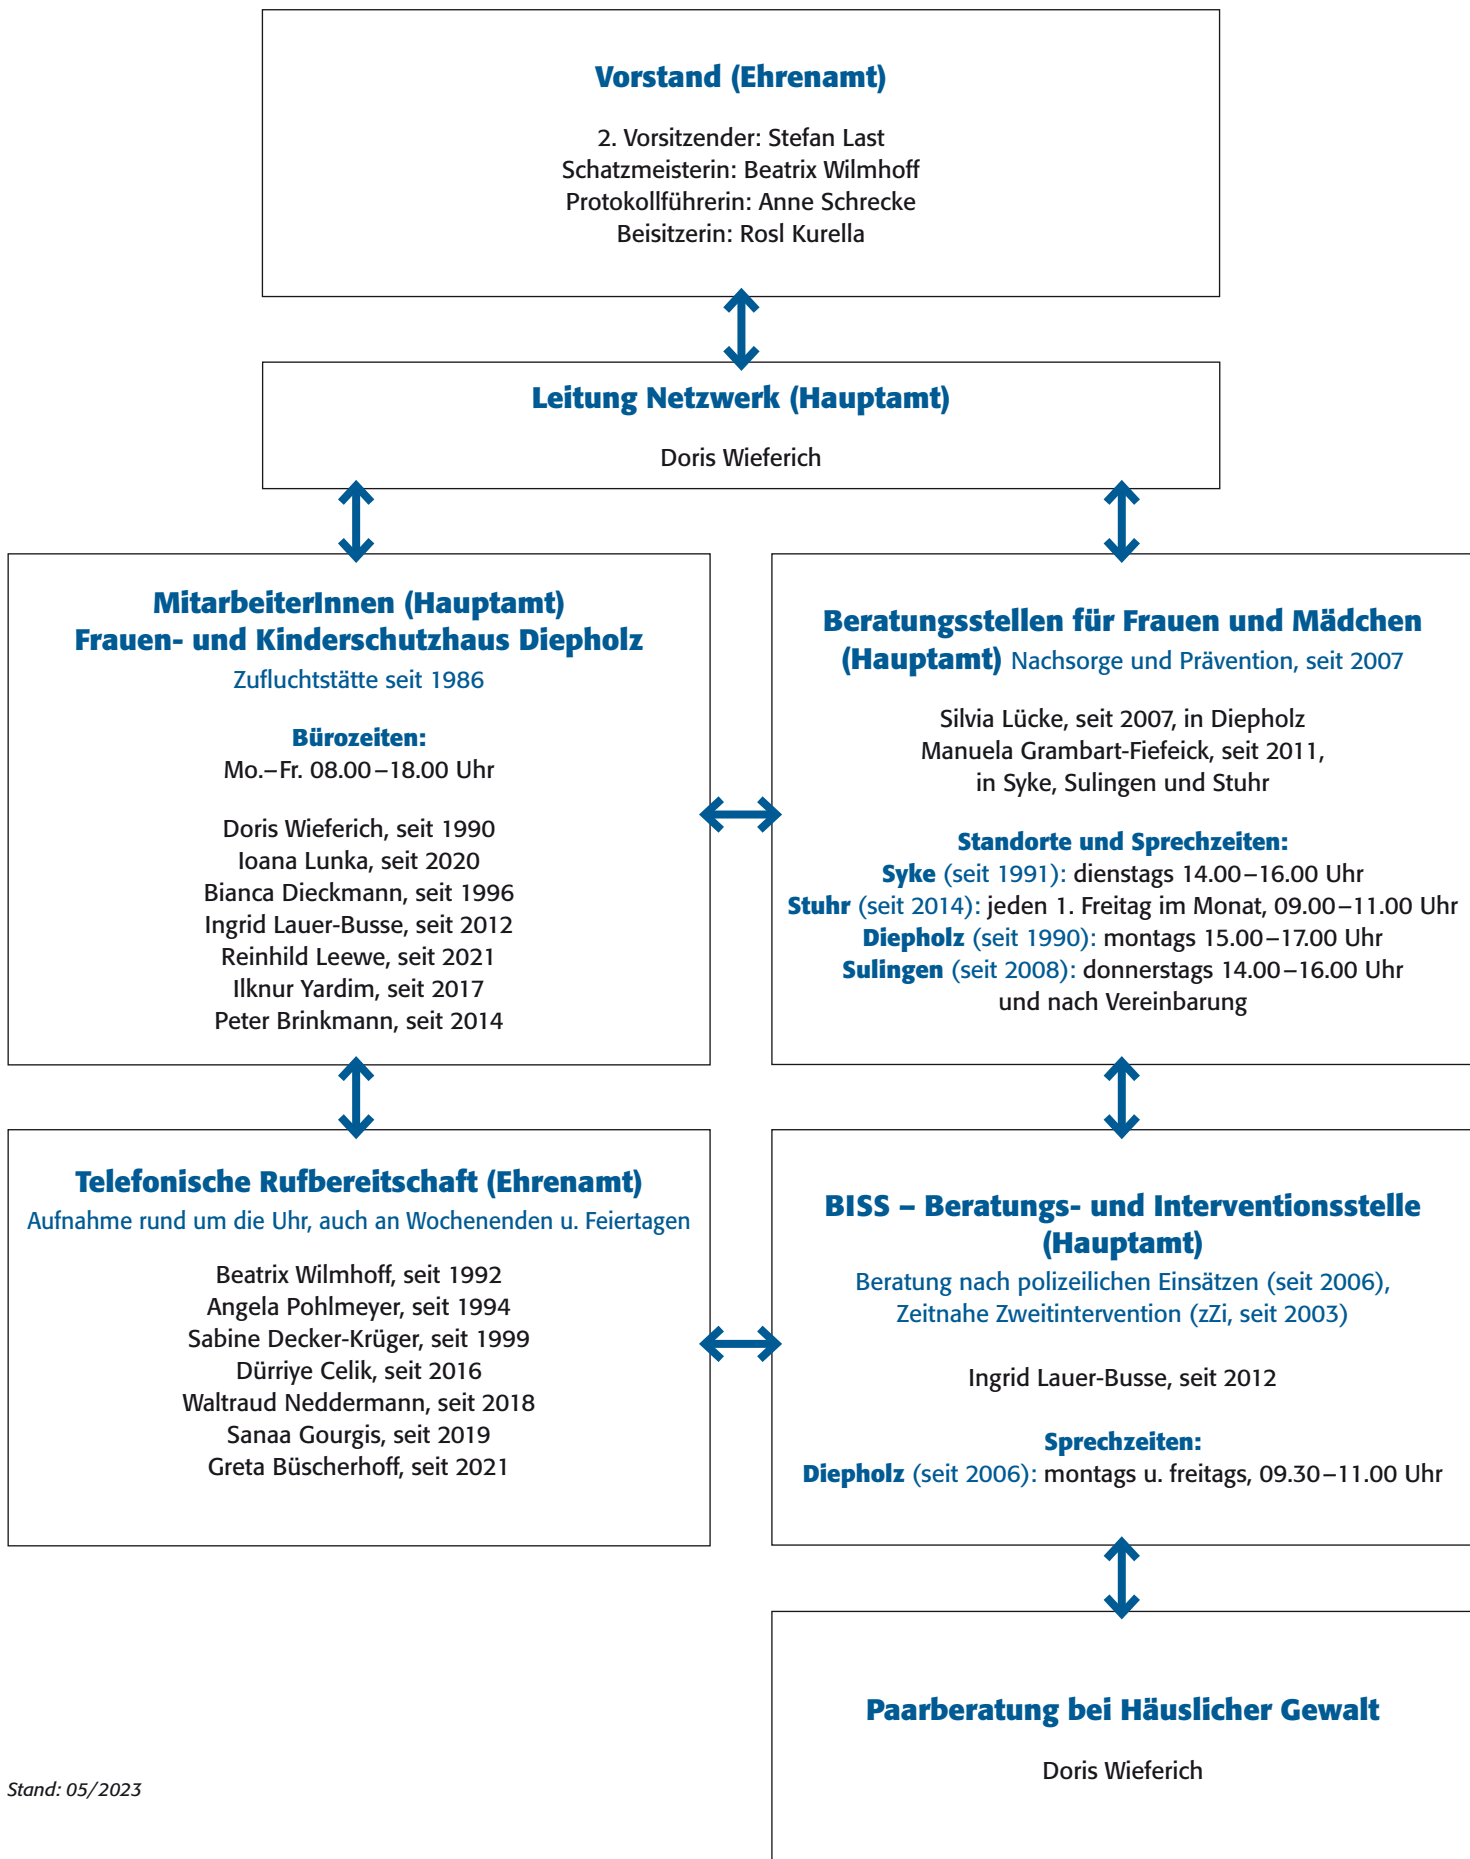 Vorstand (Ehrenamt)
2. Vorsitzender: Stefan Last
Schatzmeisterin: Beatrix Wilmhoff
Protokollführerin: Anne Schrecke
Beisitzerin: Rosl Kurella
Leitung Netzwerk (Hauptamt)
Doris Wieferich
MitarbeiterInnen (Hauptamt)
Frauen- und Kinderschutzhaus Diepholz
Zufluchtstätte seit 1986
Bürozeiten:
Mo.–Fr. 08.00–18.00 Uhr
Doris Wieferich, seit 1990
Ioana Lunka, seit 2020
Bianca Dieckmann, seit 1996
Ingrid Lauer-Busse, seit 2012
Reinhild Leewe, seit 2021
Ilknur Yardim, seit 2017
Peter Brinkmann, seit 2014
Beratungsstellen für Frauen und Mädchen
(Hauptamt) Nachsorge und Prävention, seit 2007
Silvia Lücke, seit 2007, in Diepholz
Manuela Grambart-Fiefeick, seit 2011,
in Syke, Sulingen und Stuhr
Standorte und Sprechzeiten:
Syke (seit 1991): dienstags 14.00–16.00 Uhr
Stuhr (seit 2014): jeden 1. Freitag im Monat, 09.00–11.00 Uhr
Diepholz (seit 1990): montags 15.00–17.00 Uhr
Sulingen (seit 2008): donnerstags 14.00–16.00 Uhr
und nach Vereinbarung
Telefonische Rufbereitschaft (Ehrenamt)
Aufnahme rund um die Uhr, auch an Wochenenden u. Feiertagen
Beatrix Wilmhoff, seit 1992
Angela Pohlmeyer, seit 1994
Sabine Decker-Krüger, seit 1999
Dürriye Celik, seit 2016
Waltraud Neddermann, seit 2018
Sanaa Gourgis, seit 2019
Greta Büscherhoff, seit 2021
BISS – Beratungs- und Interventionsstelle
(Hauptamt)
Beratung nach polizeilichen Einsätzen (seit 2006),
Zeitnahe Zweitintervention (zZi, seit 2003)
Ingrid Lauer-Busse, seit 2012
Sprechzeiten:
Diepholz (seit 2006): montags u. freitags, 09.30–11.00 Uhr
Paarberatung bei Häuslicher Gewalt
Doris Wieferich
Stand: 05/2023